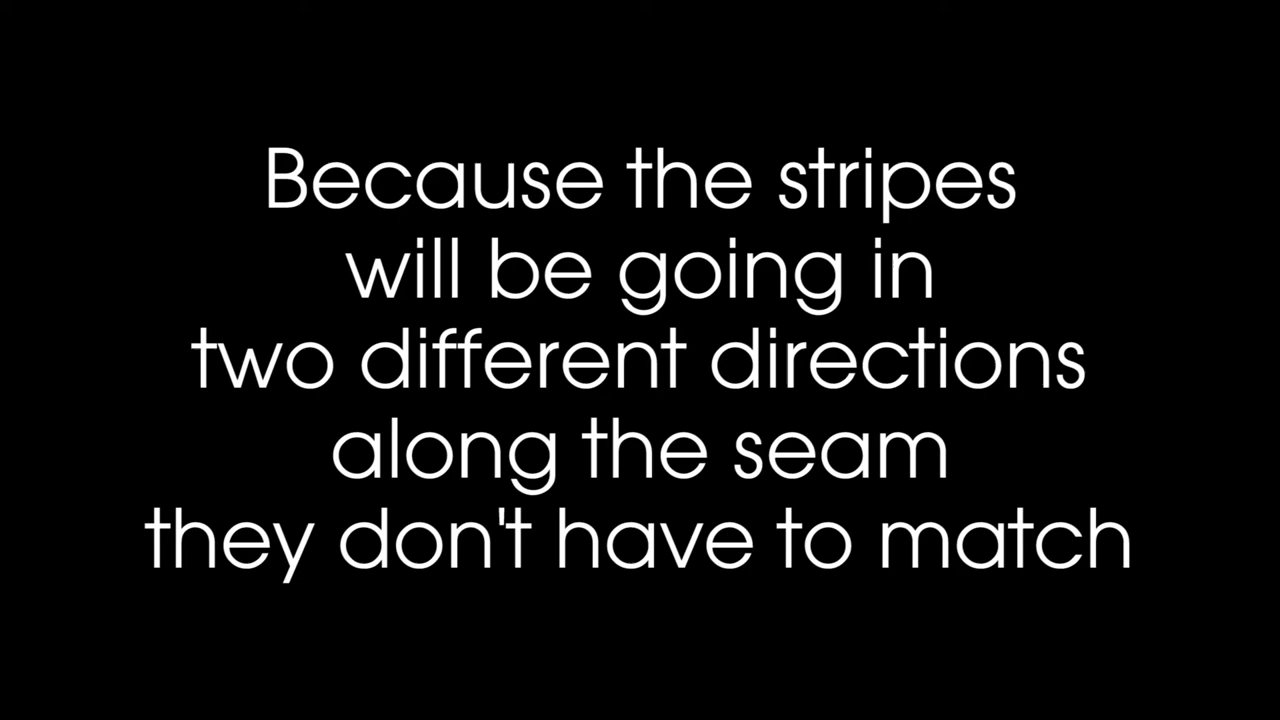 Because the stripes
will be going in
two different directions
along the seam
they don't have to match